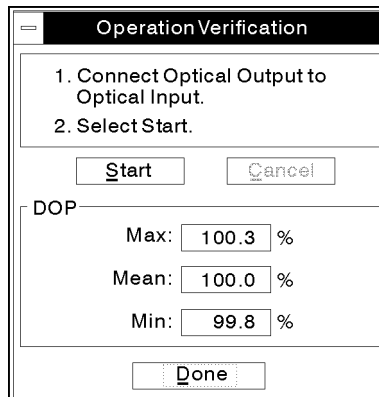 Operation Verification
1. Connect Optical Output to
Optical Input.
2. Select Start.
Start Cancel
DOP
Max: 100.3 %
Mean: 100.0 %
Min: 99.8 %
Done